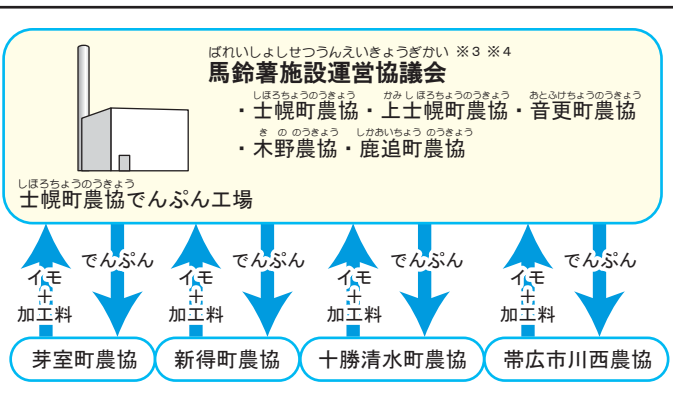 ばれいしょしせつうんえいきょうぎかい ※3 ※4
馬鈴薯施設運営協議会
しほろちょうのうきょう かみしほろちょうのうきょう おとふけちょうのうきょう
・士幌町農協・上士幌町農協・音更町農協
きののうきょう しかおいちょう のうきょう
・木野農協・鹿追町農協
しほろちょうのうきょう
士幌町農協でんぷん工場
イモ
+
加工料
でんぷん
イモ
+
加工料
でんぷん
イモ
+
加工料
でんぷん
イモ
+
加工料
でんぷん
芽室町農協
新得町農協
十勝清水町農協
帯広市川西農協